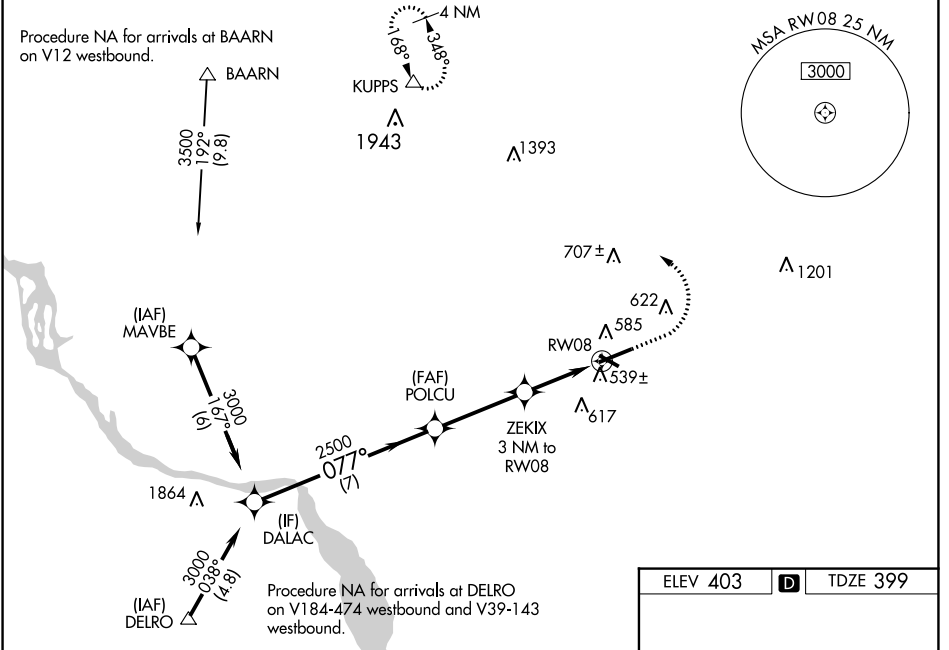 Procedure NA for arrivals at BAARN
on V12 westbound.
BAARN
3500
192°
(9.8)
4 NM
168°
348°
KUPPS
1943
1393
MSA RW08 25 NM
3000
1201
707±
622
585
RW08
539±
617
(IAF)
MAVBE
3000
167°
(6)
(FAF)
POLCU
ZEKIX
3 NM to
RW08
2500
077°
(7)
1864
(IF)
DALAC
3000
038°
(4.8)
(IAF)
DELRO
Procedure NA for arrivals at DELRO
on V184-474 westbound and V39-143
westbound.
ELEV 403
D
TDZE 399